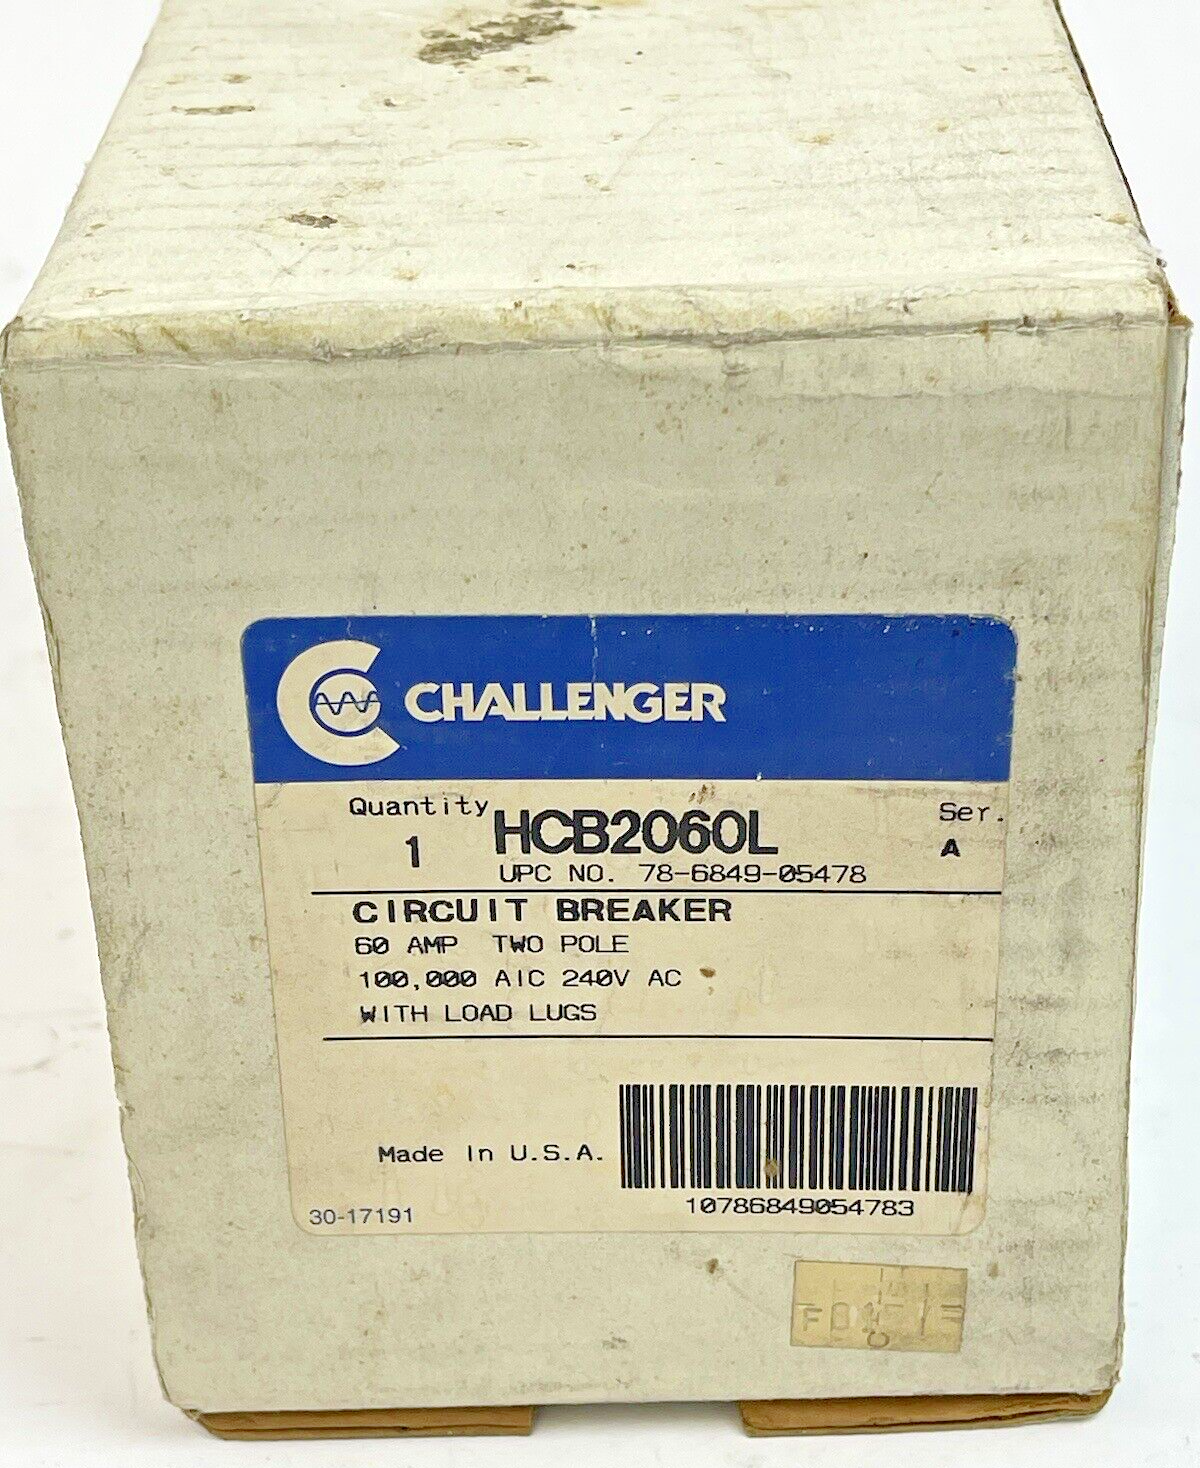 CHALLENGER
Quantity
1
HCB2060L
Ser.
A
UPC NO. 78-6849-05478
CIRCUIT BREAKER
60 AMP TWO POLE
100,000 AIC 240V AC
WITH LOAD LUGS
Made In U.S.A.
10786849054783
30-17191